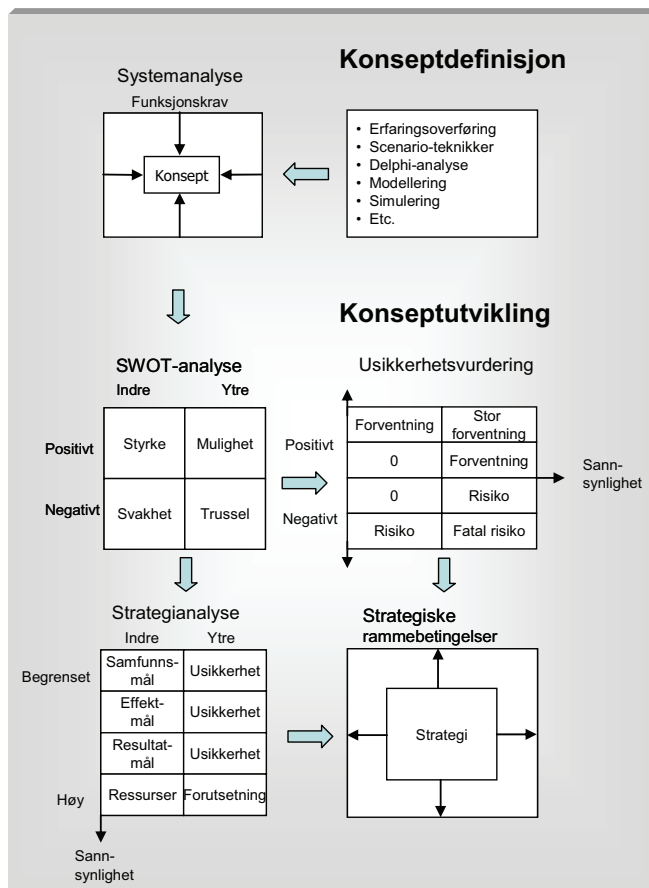 Konseptdefinisjon
Systemanalyse
Funksjonskrav
Konsept
• Erfaringsoverføring
• Scenario-teknikker
• Delphi-analyse
• Modellering
• Simulering
• Etc.
Konseptutvikling
SWOT-analyse
Indre Ytre
Positivt
Styrke Mulighet
Negativt
Svakhet Trussel
Usikkerhetsvurdering
Positivt
Negativt
Forventning Stor
forventning
0 Forventning
0 Risiko
Risiko Fatal risiko
Sann-
synlighet
Strategianalyse
Indre Ytre
Begrenset
Samfunns-
mål
Usikkerhet
Effekt-
mål
Usikkerhet
Resultat-
mål
Usikkerhet
Høy
Ressurser Forutsetning
Sann-
synlighet
Strategiske
rammebetingelser
Strategi